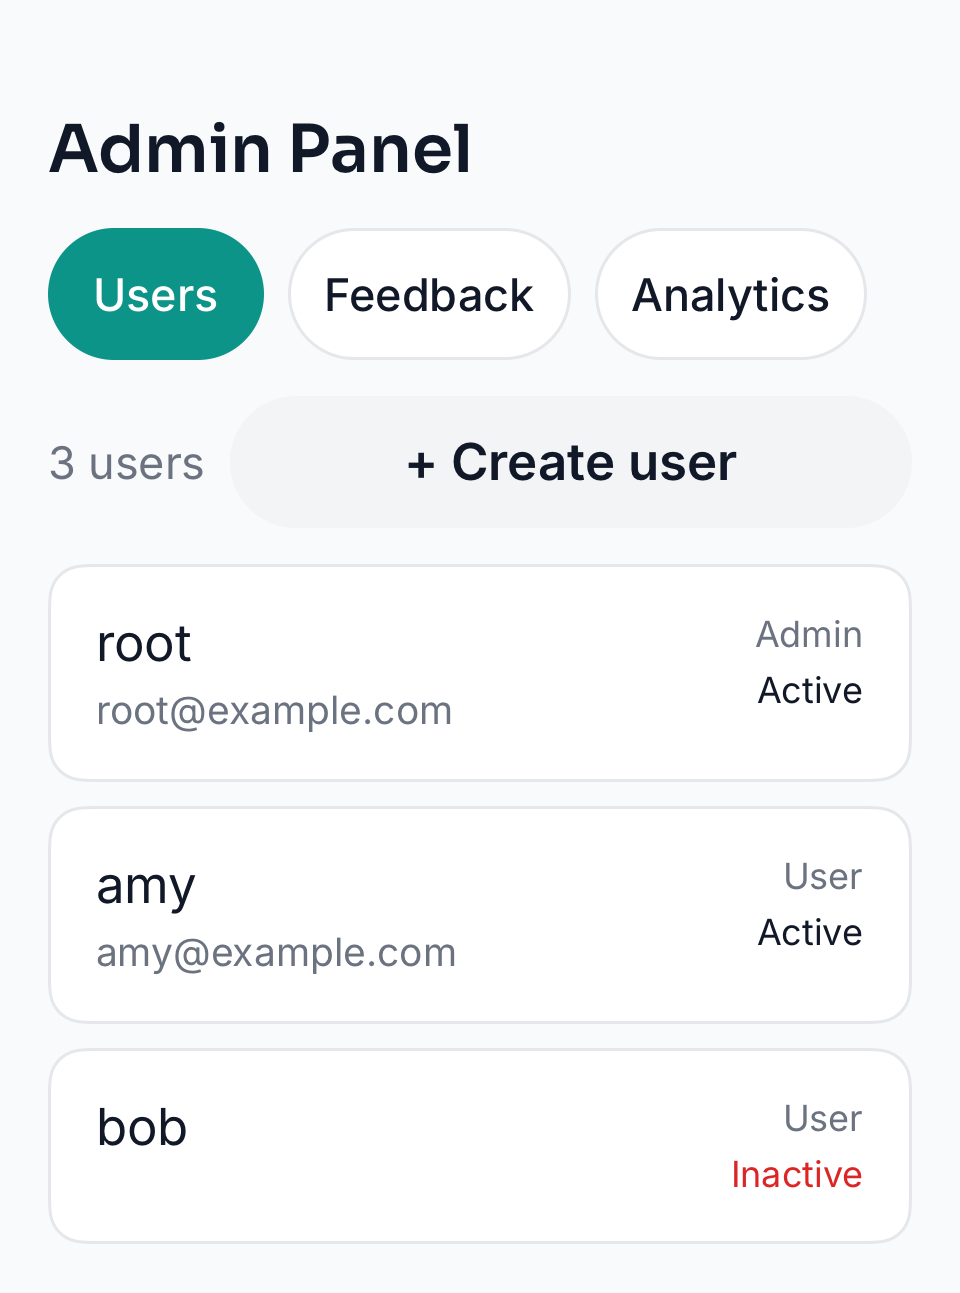 Admin Panel
Users Feedback Analytics
3 users + Create user
root Admin
root@example.com Active
amy User
amy@example.com Active
bob User
Inactive